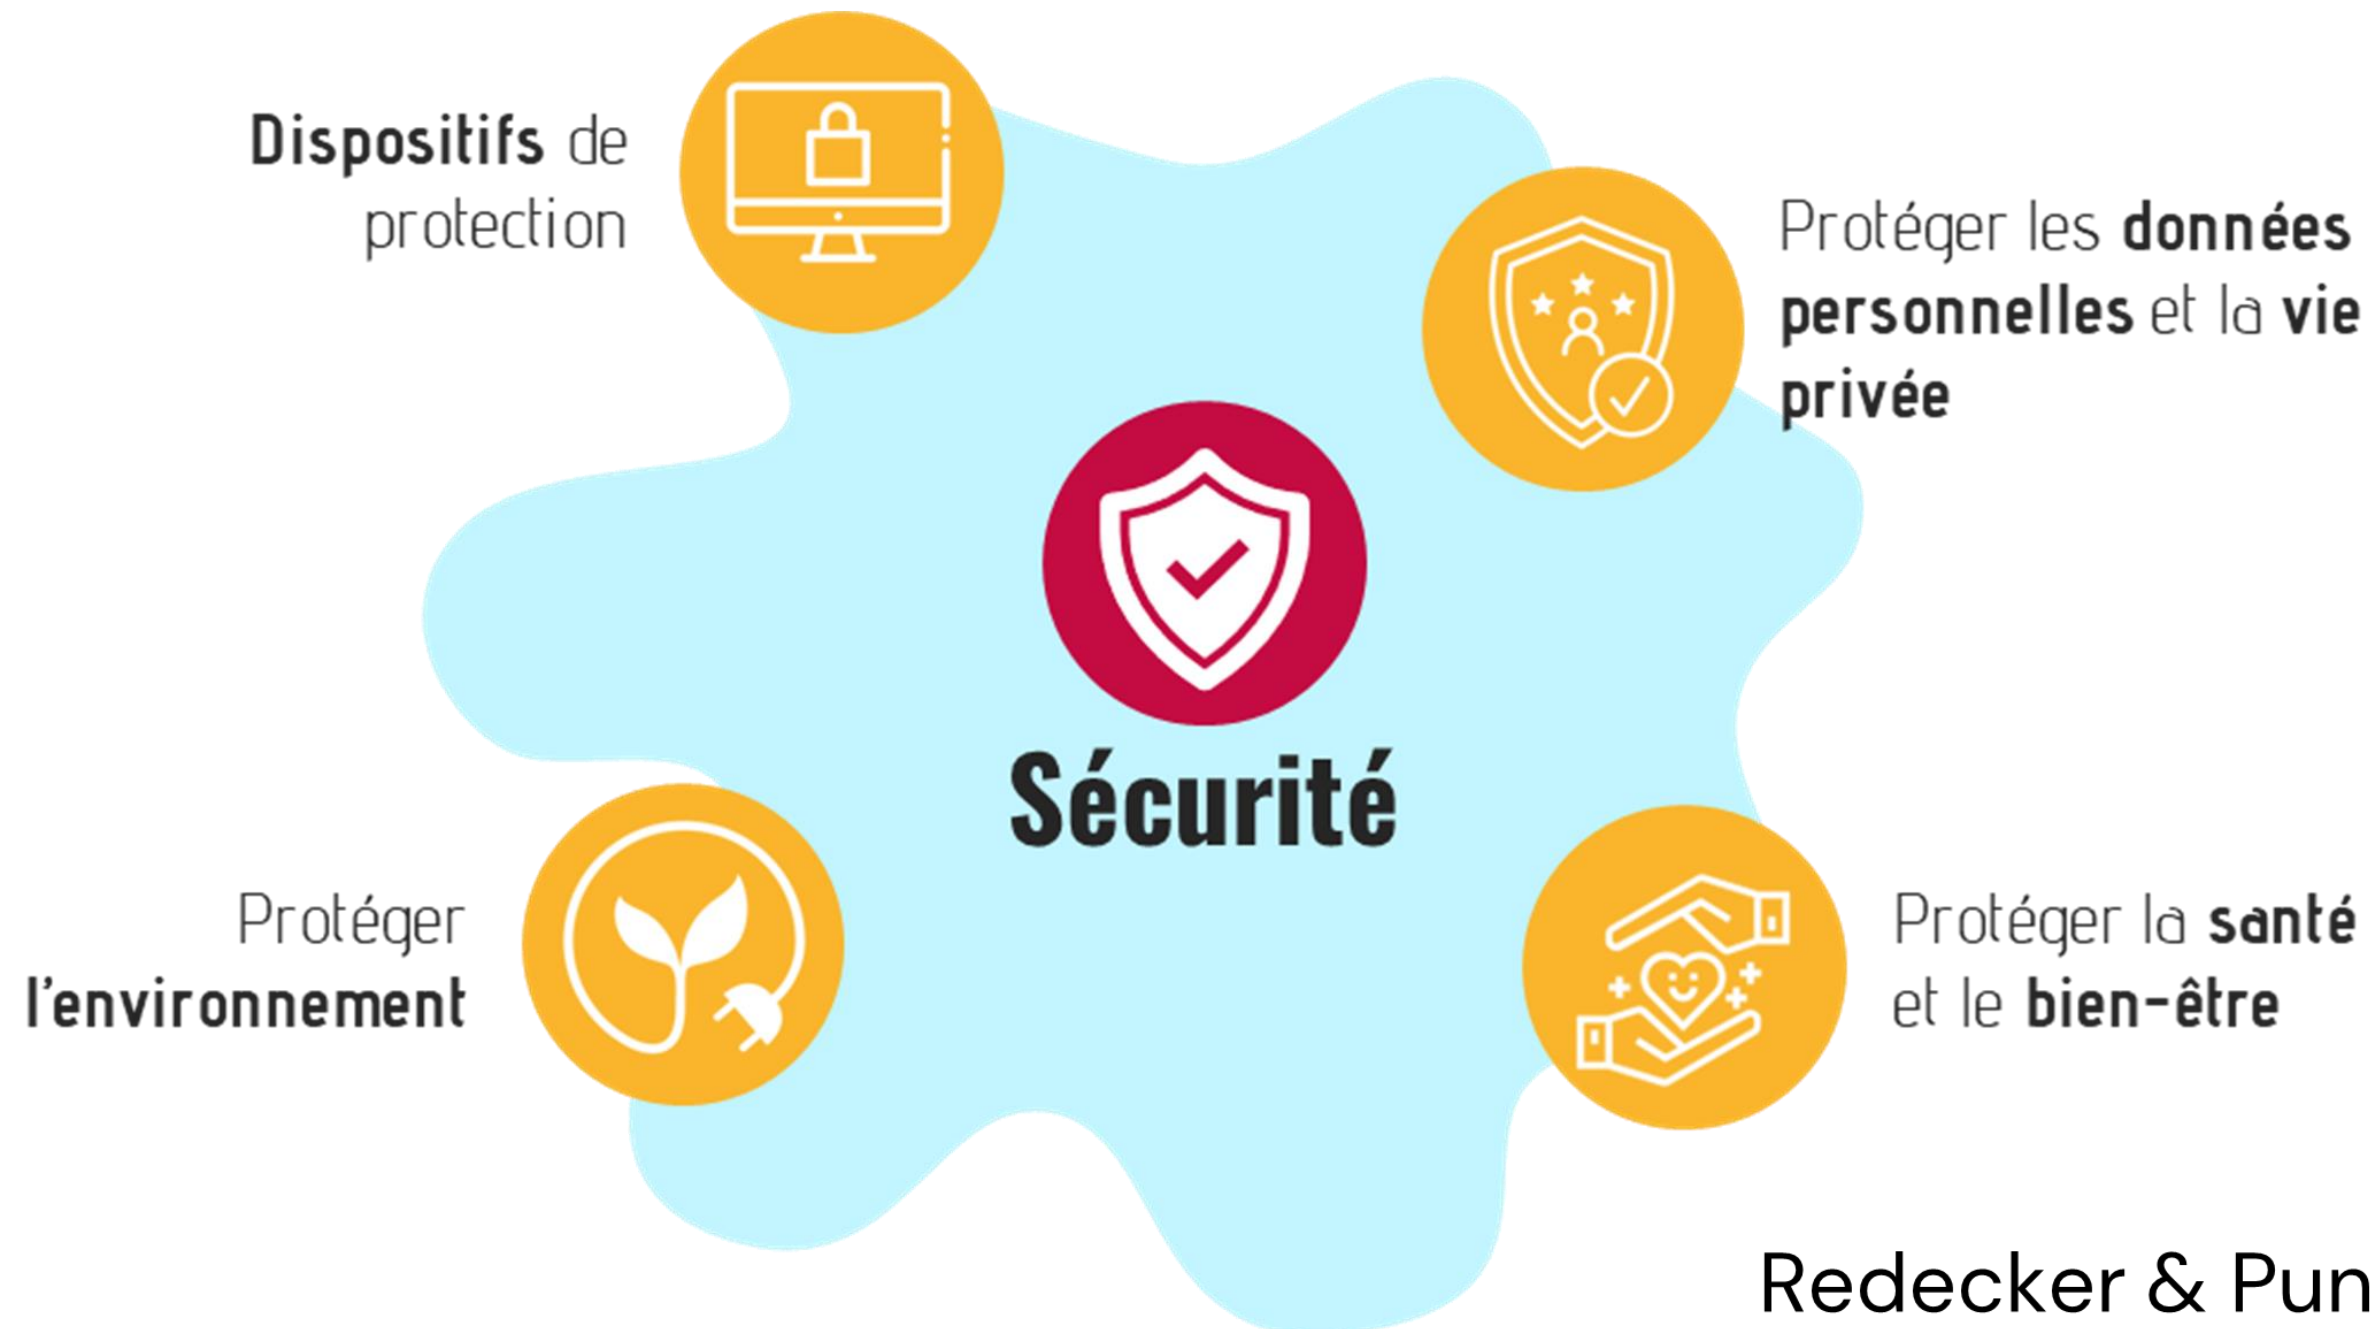 Dispositifs de
protection
Protéger les données
personnelles et la vie
privée
Sécurité
Protéger
l'environnement
Protéger la santé
et le bien-être
Redecker & Pun